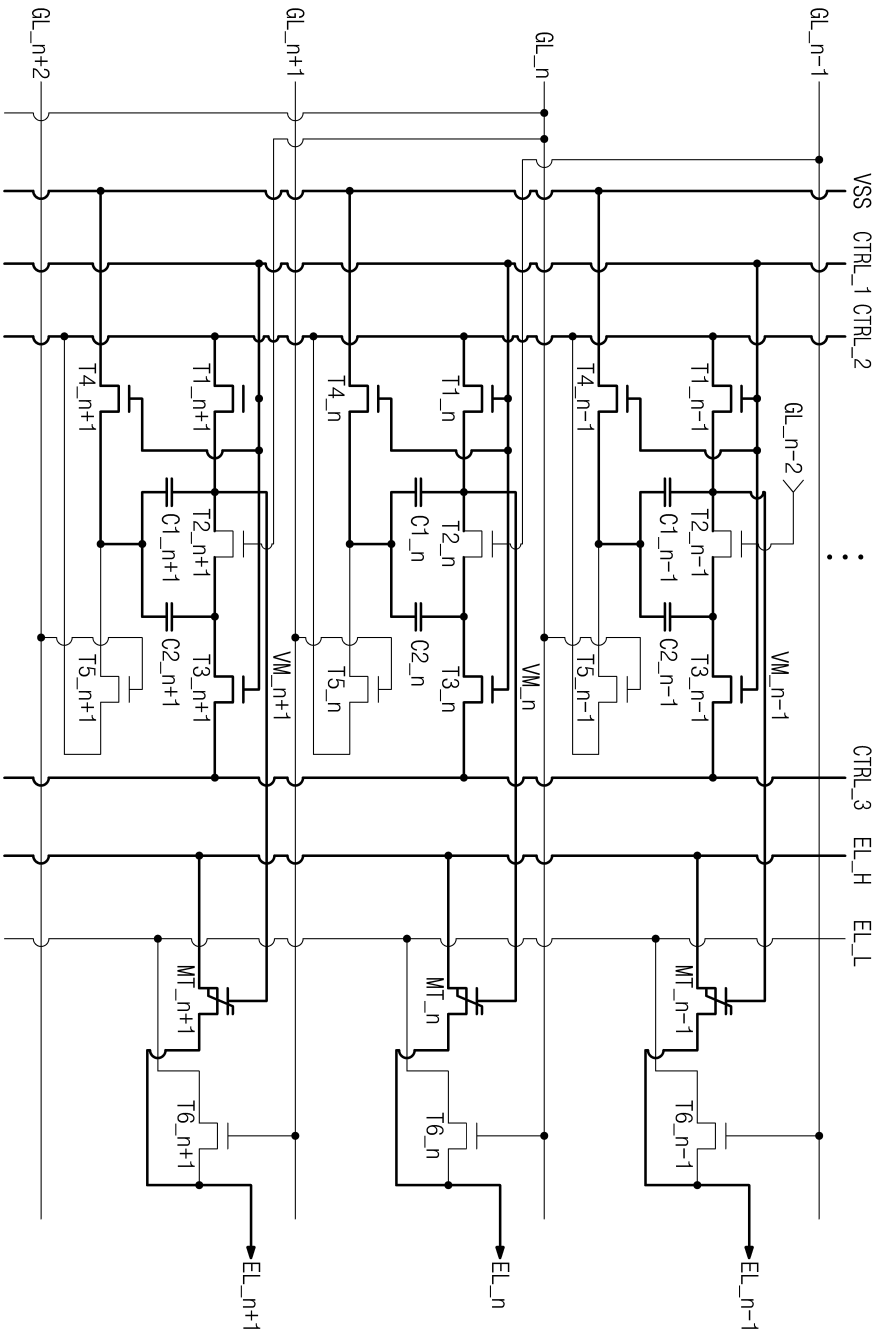 VSS
CTRL_1
CTRL_2
CTRL_3
EL_H
EL_L
GL_n-1
GL_n-2
T1_n-1
T2_n-1
T3_n-1
T4_n-1
T5_n-1
C1_n-1
C2_n-1
VM_n-1
MT_n-1
T6_n-1
EL_n-1
...
GL_n
T1_n
T2_n
T3_n
T4_n
T5_n
C1_n
C2_n
VM_n
MT_n
T6_n
EL_n
GL_n+1
T1_n+1
T2_n+1
T3_n+1
T4_n+1
T5_n+1
C1_n+1
C2_n+1
VM_n+1
MT_n+1
T6_n+1
EL_n+1
GL_n+2